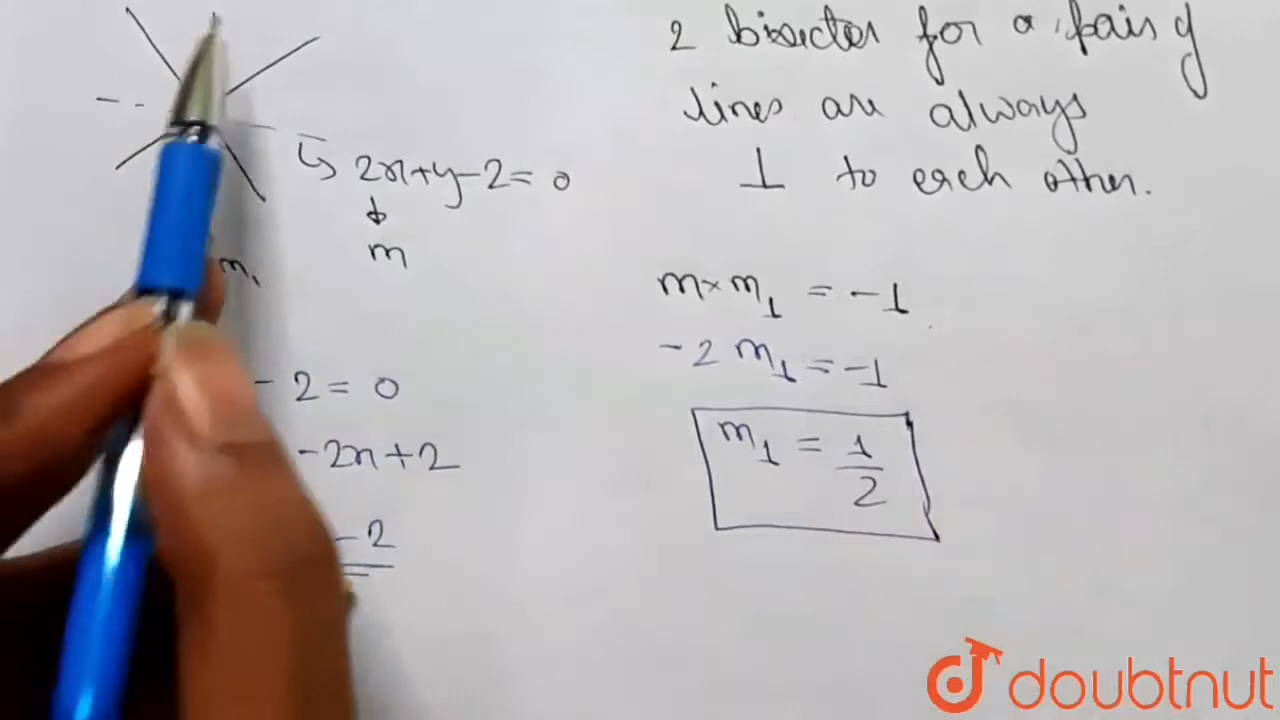 2 bisector for a pair of
lines are always
⊥ to each other.
2x+y-2=0
↓
m
m₁
- 2 = 0
-2x+2
-2
m×m₁ = -1
-2 m₁ = -1
m₁ = 1/2
doubtnut